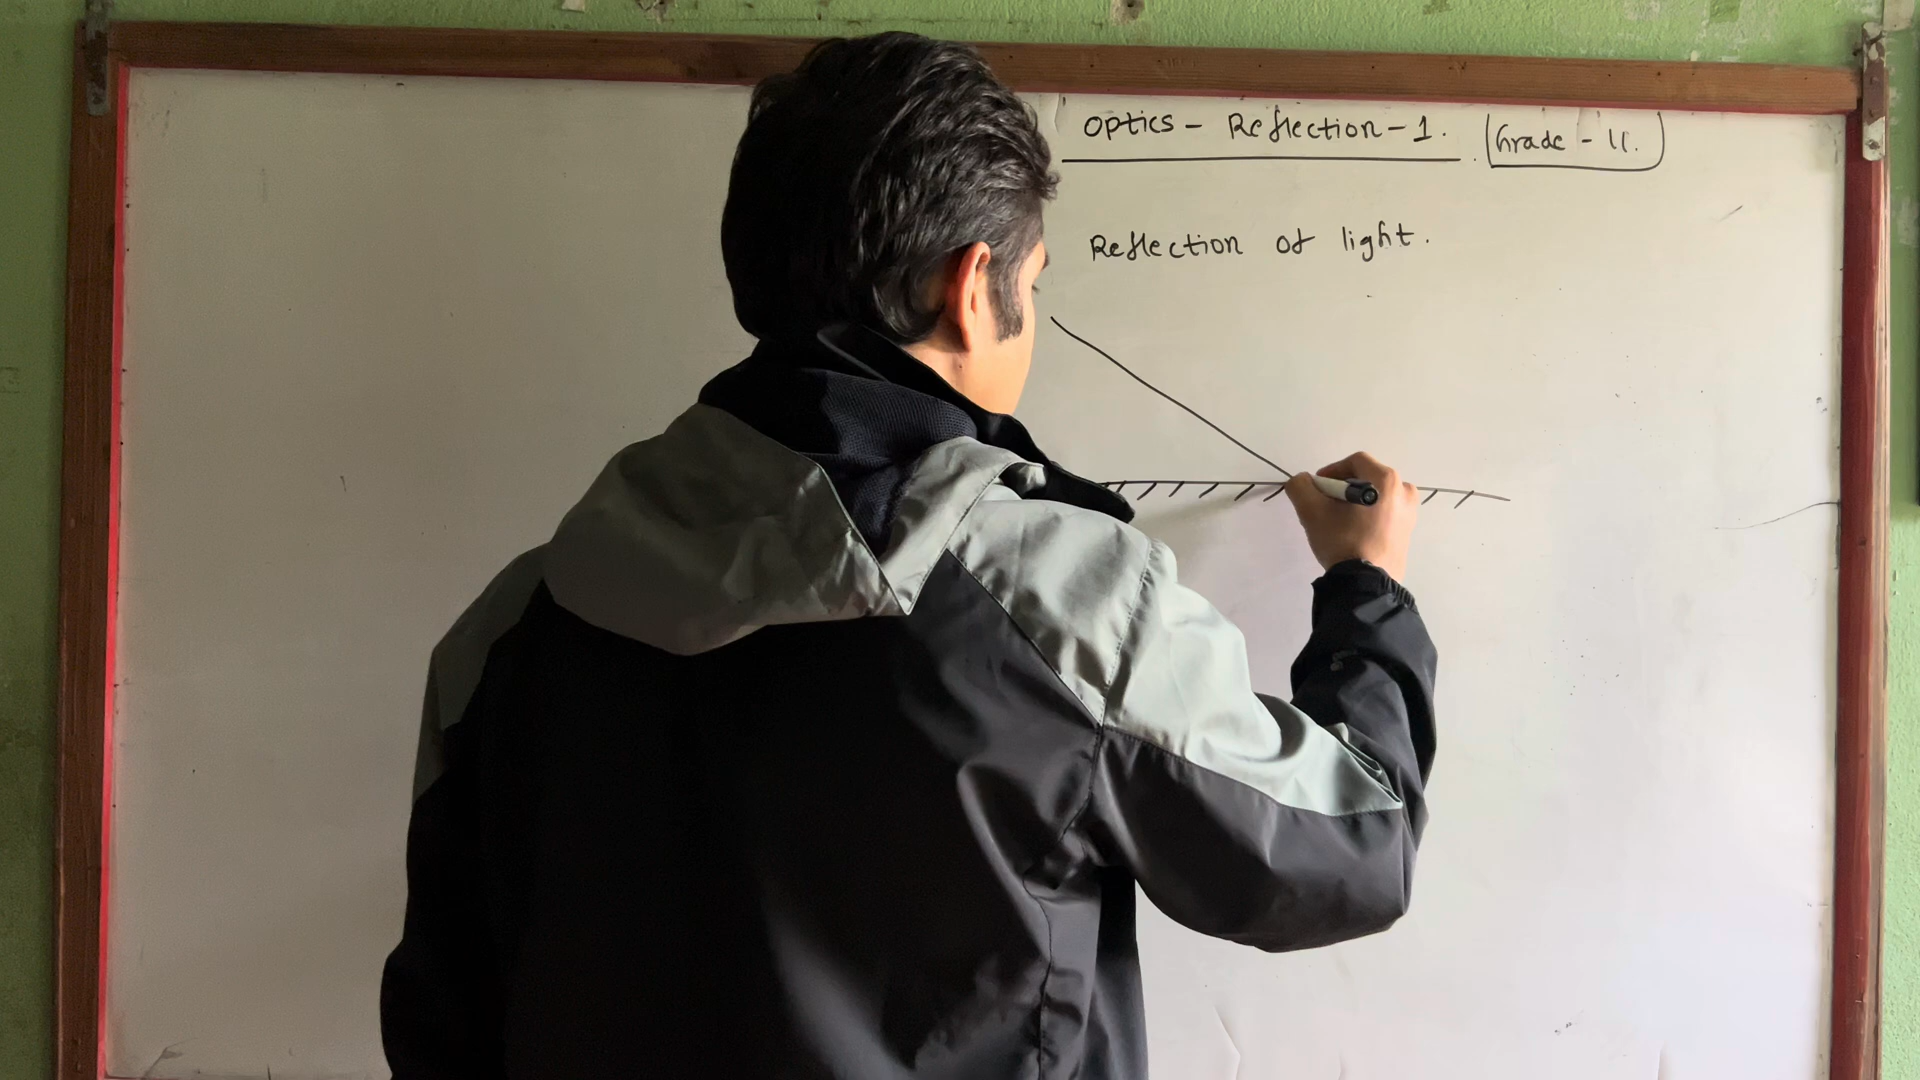 Optics - Reflection - 1. Grade - 11.
Reflection of light.